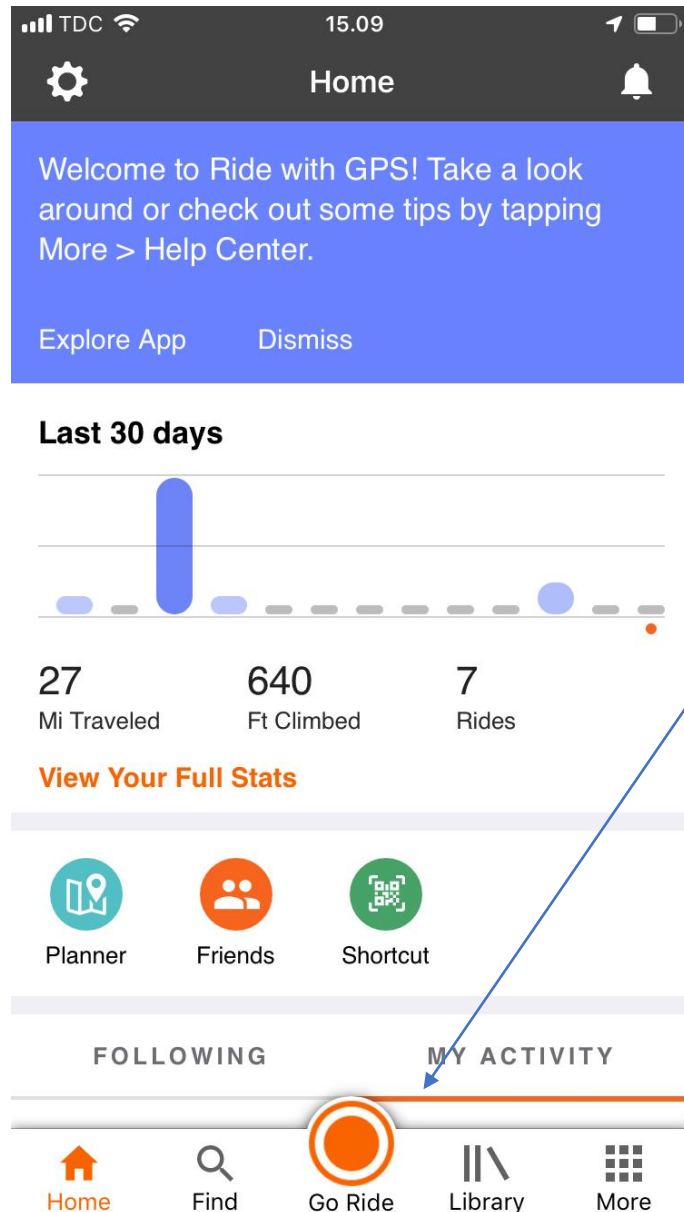 TDC 15.09
Home
Welcome to Ride with GPS! Take a look
around or check out some tips by tapping
More > Help Center.
Explore App Dismiss
Last 30 days
27 640 7
Mi Traveled Ft Climbed Rides
View Your Full Stats
Planner Friends Shortcut
FOLLOWING MY ACTIVITY
Home Find Go Ride Library More